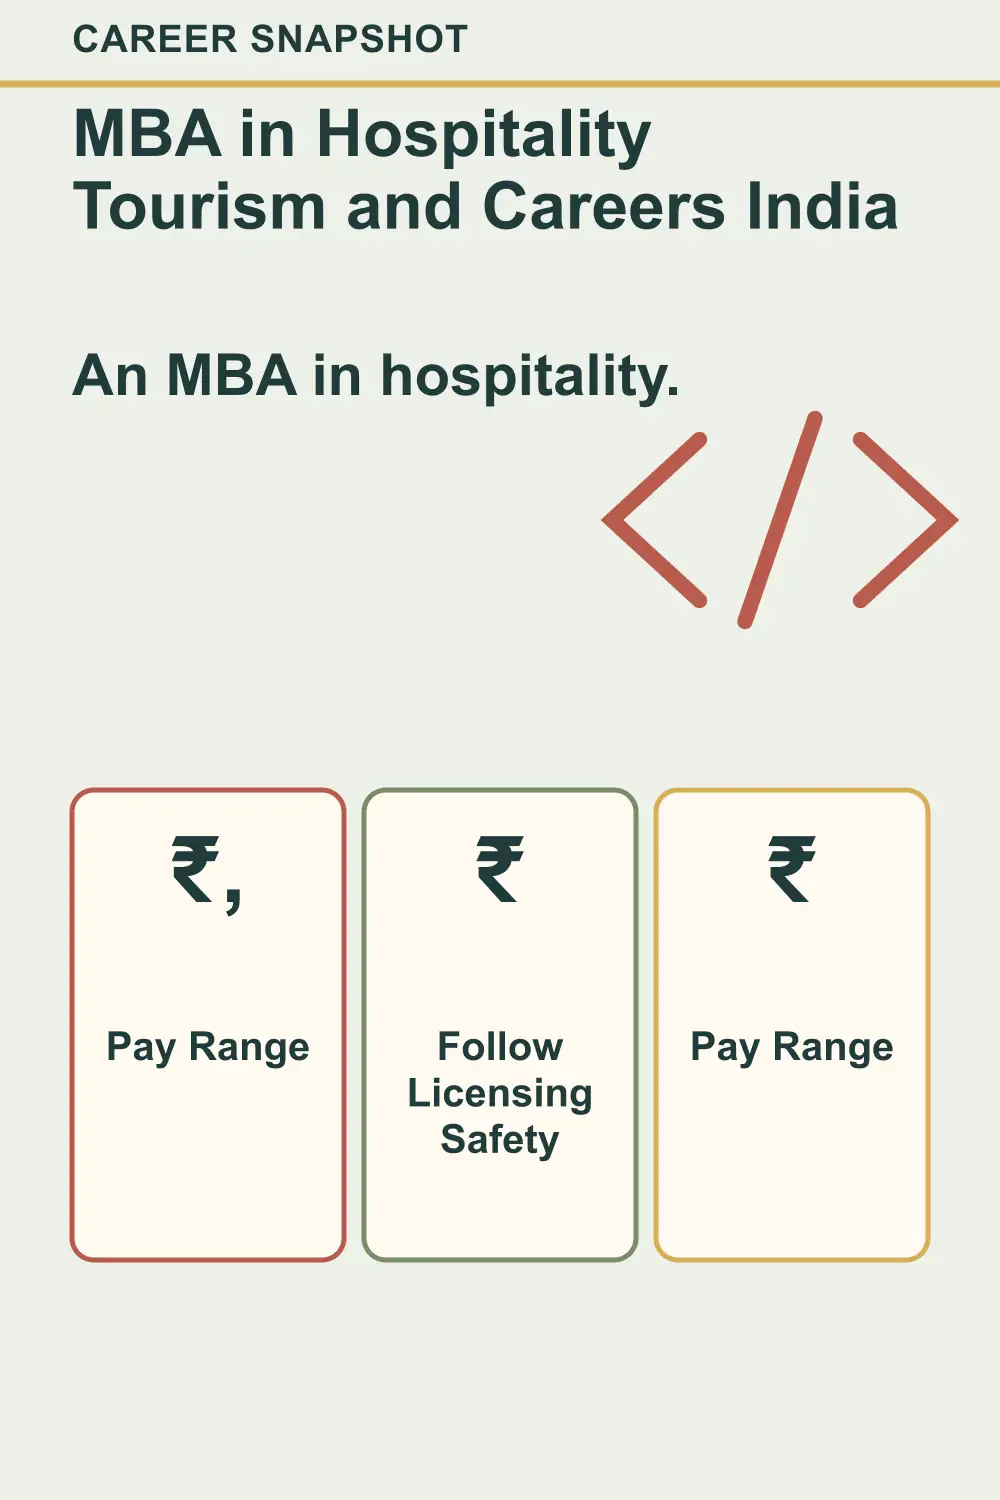 CAREER SNAPSHOT
MBA in Hospitality
Tourism and Careers India
An MBA in hospitality.
</>
₹,
₹
₹
Pay Range
Follow
Licensing
Safety
Pay Range